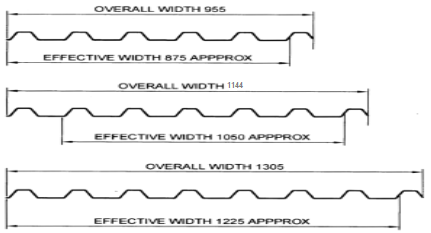 OVERALL WIDTH 955
EFFECTIVE WIDTH 875 APPPROX
OVERALL WIDTH 1144
EFFECTIVE WIDTH 1050 APPPROX
OVERALL WIDTH 1305
EFFECTIVE WIDTH 1225 APPPROX